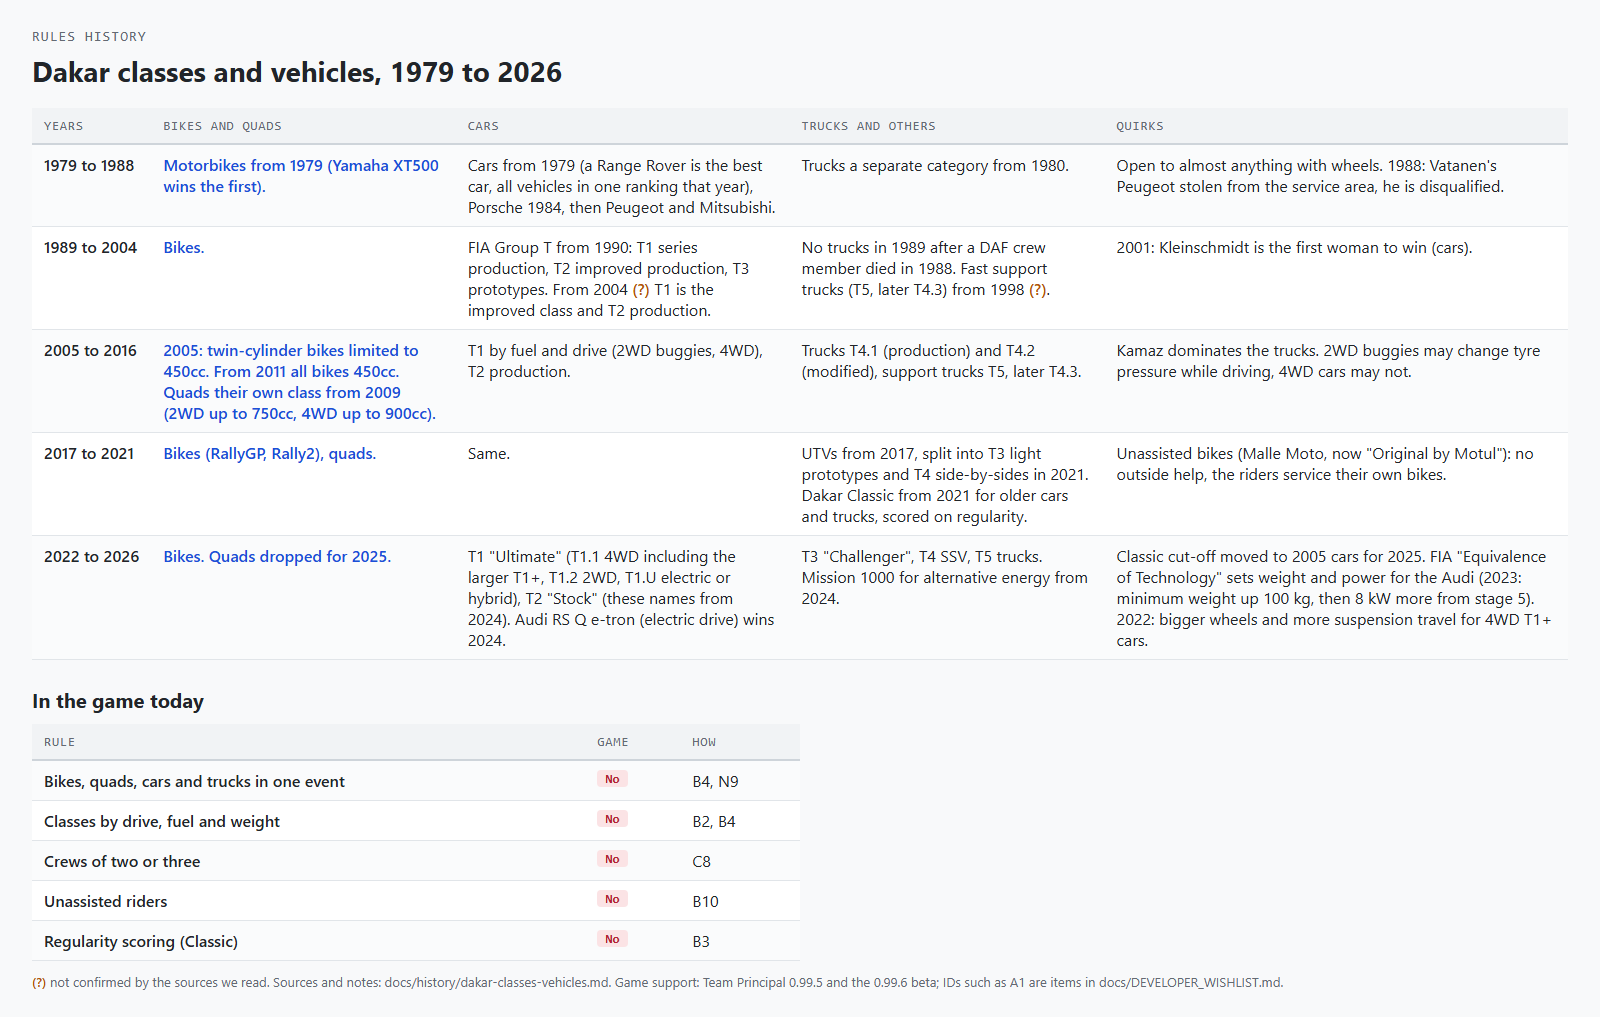 RULES HISTORY
Dakar classes and vehicles, 1979 to 2026
YEARS
BIKES AND QUADS
CARS
TRUCKS AND OTHERS
QUIRKS
1979 to 1988
Motorbikes from 1979 (Yamaha XT500
wins the first).
Cars from 1979 (a Range Rover is the best
car, all vehicles in one ranking that year),
Porsche 1984, then Peugeot and Mitsubishi.
Trucks a separate category from 1980.
Open to almost anything with wheels. 1988: Vatanen's
Peugeot stolen from the service area, he is disqualified.
1989 to 2004
Bikes.
FIA Group T from 1990: T1 series
production, T2 improved production, T3
prototypes. From 2004 (?) T1 is the
improved class and T2 production.
No trucks in 1989 after a DAF crew
member died in 1988. Fast support
trucks (T5, later T4.3) from 1998 (?).
2001: Kleinschmidt is the first woman to win (cars).
2005 to 2016
2005: twin-cylinder bikes limited to
450cc. From 2011 all bikes 450cc.
Quads their own class from 2009
(2WD up to 750cc, 4WD up to 900cc).
T1 by fuel and drive (2WD buggies, 4WD),
T2 production.
Trucks T4.1 (production) and T4.2
(modified), support trucks T5, later T4.3.
Kamaz dominates the trucks. 2WD buggies may change tyre
pressure while driving, 4WD cars may not.
2017 to 2021
Bikes (RallyGP, Rally2), quads.
Same.
UTVs from 2017, split into T3 light
prototypes and T4 side-by-sides in 2021.
Dakar Classic from 2021 for older cars
and trucks, scored on regularity.
Unassisted bikes (Malle Moto, now "Original by Motul"): no
outside help, the riders service their own bikes.
2022 to 2026
Bikes. Quads dropped for 2025.
T1 "Ultimate" (T1.1 4WD including the
larger T1+, T1.2 2WD, T1.U electric or
hybrid), T2 "Stock" (these names from
2024). Audi RS Q e-tron (electric drive) wins
2024.
T3 "Challenger", T4 SSV, T5 trucks.
Mission 1000 for alternative energy from
2024.
Classic cut-off moved to 2005 cars for 2025. FIA "Equivalence
of Technology" sets weight and power for the Audi (2023:
minimum weight up 100 kg, then 8 kW more from stage 5).
2022: bigger wheels and more suspension travel for 4WD T1+
cars.
In the game today
RULE
GAME
HOW
Bikes, quads, cars and trucks in one event
No
B4, N9
Classes by drive, fuel and weight
No
B2, B4
Crews of two or three
No
C8
Unassisted riders
No
B10
Regularity scoring (Classic)
No
B3
(?) not confirmed by the sources we read. Sources and notes: docs/history/dakar-classes-vehicles.md. Game support: Team Principal 0.99.5 and the 0.99.6 beta; IDs such as A1 are items in docs/DEVELOPER_WISHLIST.md.